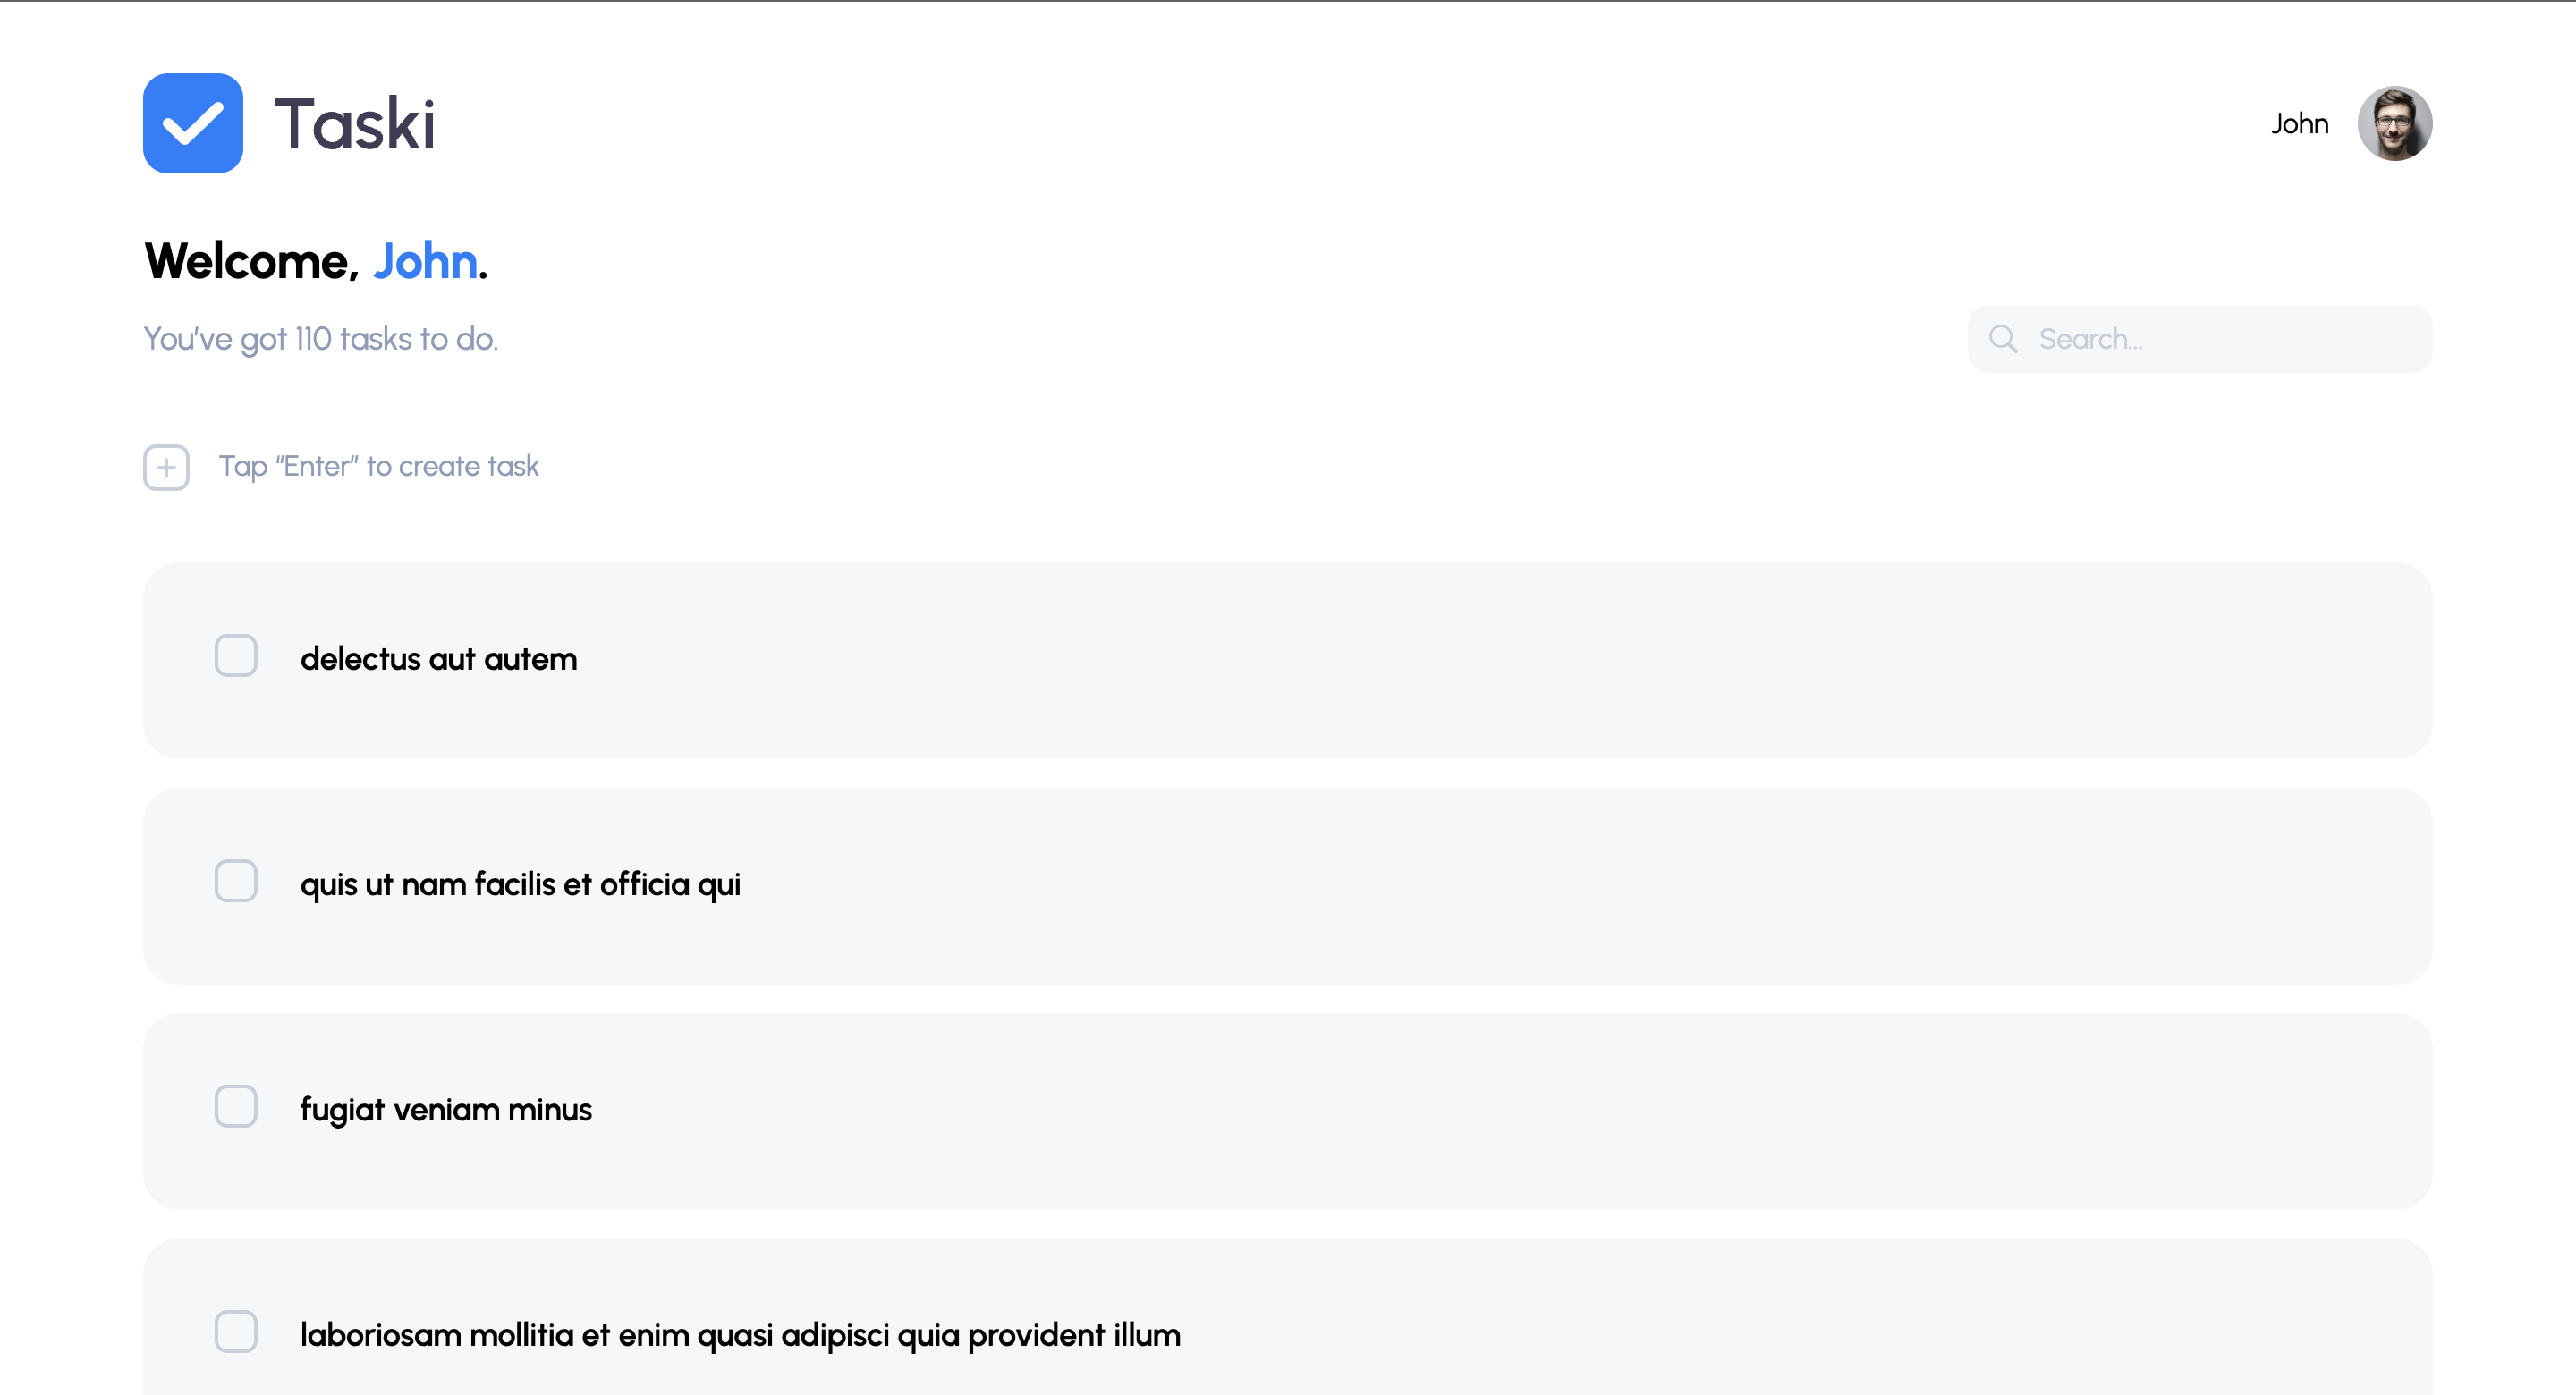 Taski
John
Welcome, John.
You've got 110 tasks to do.
Search...
Tap “Enter” to create task
delectus aut autem
quis ut nam facilis et officia qui
fugiat veniam minus
laboriosam mollitia et enim quasi adipisci quia provident illum